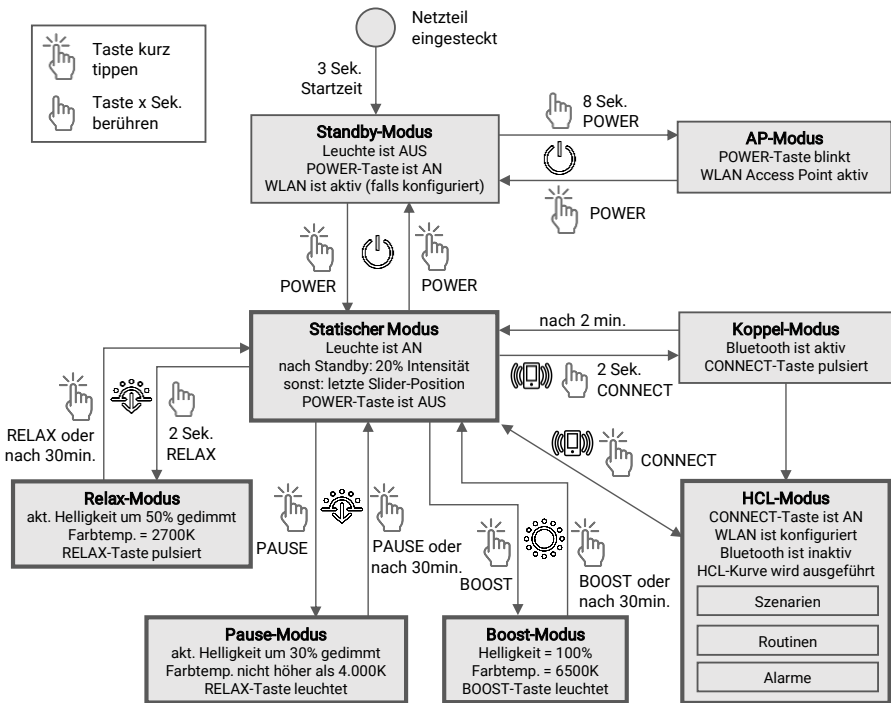 Taste kurz
tippen
Taste x Sek.
berühren
Netzteil
eingesteckt
3 Sek.
Startzeit
Standby-Modus
Leuchte ist AUS
POWER-Taste ist AN
WLAN ist aktiv (falls konfiguriert)
8 Sek.
POWER
AP-Modus
POWER-Taste blinkt
WLAN Access Point aktiv
POWER
POWER
POWER
Statischer Modus
Leuchte ist AN
nach Standby: 20% Intensität
sonst: letzte Slider-Position
POWER-Taste ist AUS
nach 2 min.
Koppel-Modus
Bluetooth ist aktiv
CONNECT-Taste pulsiert
2 Sek.
CONNECT
RELAX oder
nach 30min.
2 Sek.
RELAX
CONNECT
Relax-Modus
akt. Helligkeit um 50% gedimmt
Farbtemp. = 2700K
RELAX-Taste pulsiert
PAUSE
PAUSE oder
nach 30min.
BOOST
BOOST oder
nach 30min.
HCL-Modus
CONNECT-Taste ist AN
WLAN ist konfiguriert
Bluetooth ist inaktiv
HCL-Kurve wird ausgeführt
Szenarien
Routinen
Alarme
Pause-Modus
akt. Helligkeit um 30% gedimmt
Farbtemp. nicht höher als 4.000K
RELAX-Taste leuchtet
Boost-Modus
Helligkeit = 100%
Farbtemp. = 6500K
BOOST-Taste leuchtet